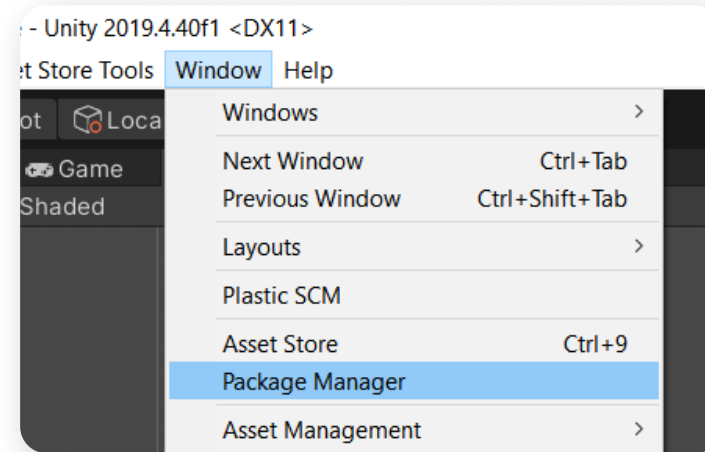 - Unity 2019.4.40f1 <DX11>
et Store Tools Window Help
ot Loca
Windows
Game
Next Window Ctrl+Tab
Shaded
Previous Window Ctrl+Shift+Tab
Layouts
Plastic SCM
Asset Store Ctrl+9
Package Manager
Asset Management